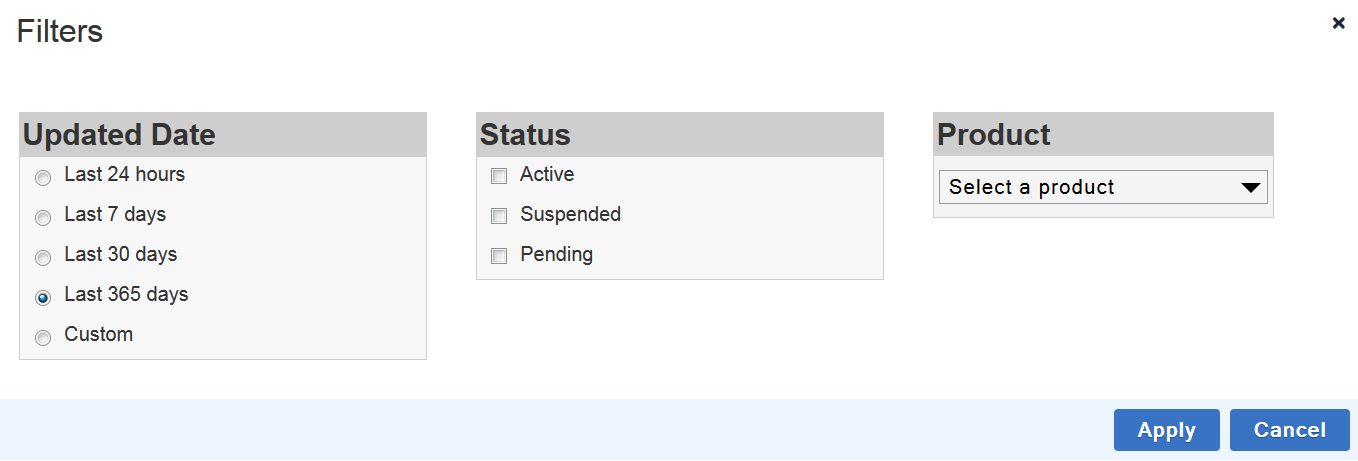 Filters
Updated Date
Last 24 hours
Last 7 days
Last 30 days
Last 365 days
Custom
Status
Active
Suspended
Pending
Product
Select a product
Apply
Cancel